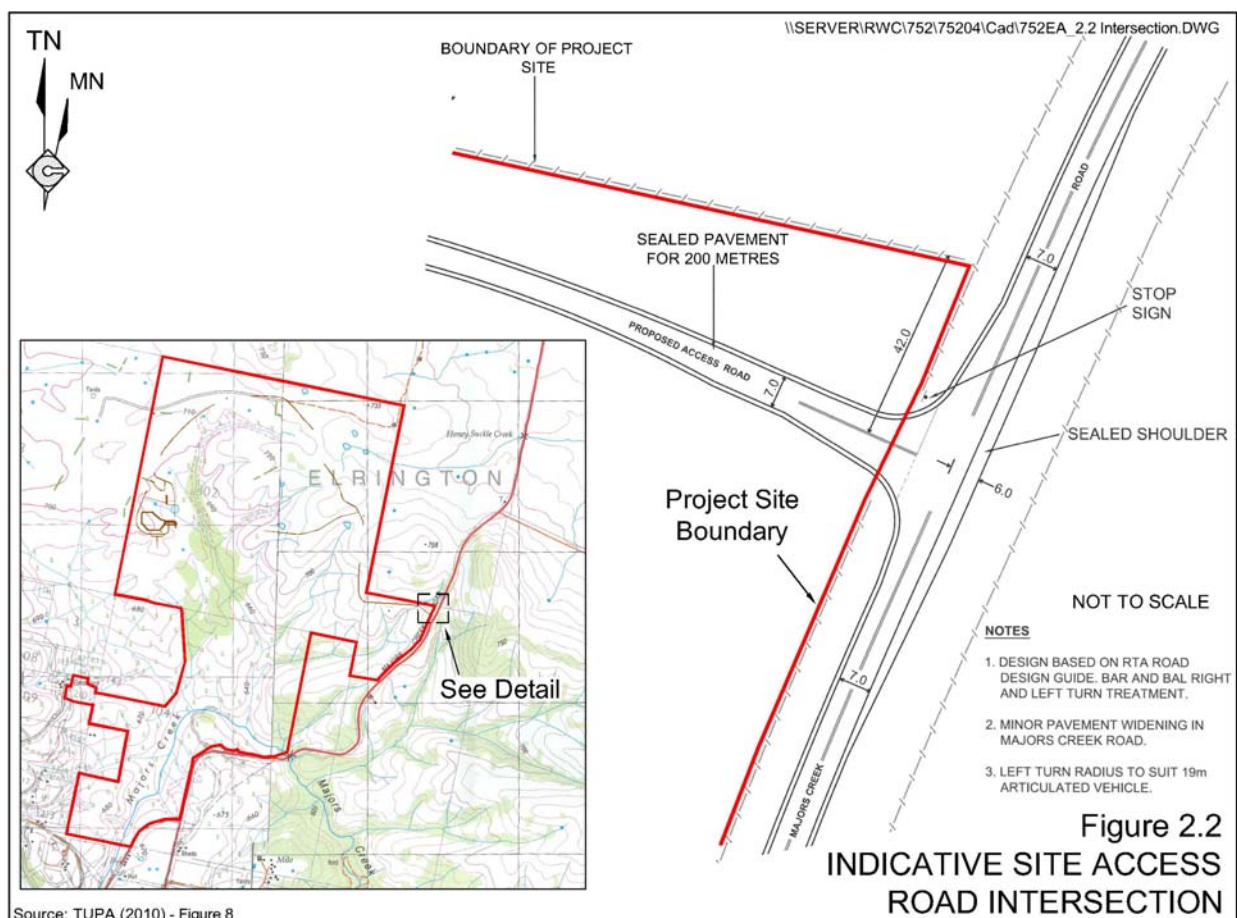 \\SERVER\RWC\752\75204\Cad\752EA_2.2 Intersection.DWG
TN
MN
BOUNDARY OF PROJECT
SITE
SEALED PAVEMENT
FOR 200 METRES
PROPOSED ACCESS ROAD
7.0
42.0
ROAD
7.0
STOP
SIGN
SEALED SHOULDER
6.0
Project Site
Boundary
7.0
MAJORS CREEK
NOT TO SCALE
NOTES
1. DESIGN BASED ON RTA ROAD
DESIGN GUIDE. BAR AND BAL RIGHT
AND LEFT TURN TREATMENT.
2. MINOR PAVEMENT WIDENING IN
MAJORS CREEK ROAD.
3. LEFT TURN RADIUS TO SUIT 19m
ARTICULATED VEHICLE.
ELRINGTON
Honey Suckle Creek
See Detail
Majors Creek
Majors
Creek
Figure 2.2
INDICATIVE SITE ACCESS
ROAD INTERSECTION
Source: TUPA (2010) - Figure 8